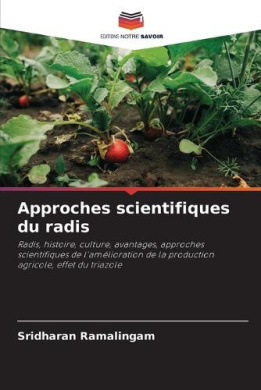 EDITIONS NOTRE SAVOIR
Approches scientifiques
du radis
Radis, histoire, culture, avantages, approches
scientifiques de l'amélioration de la production
agricole, effet du triazole
Sridharan Ramalingam